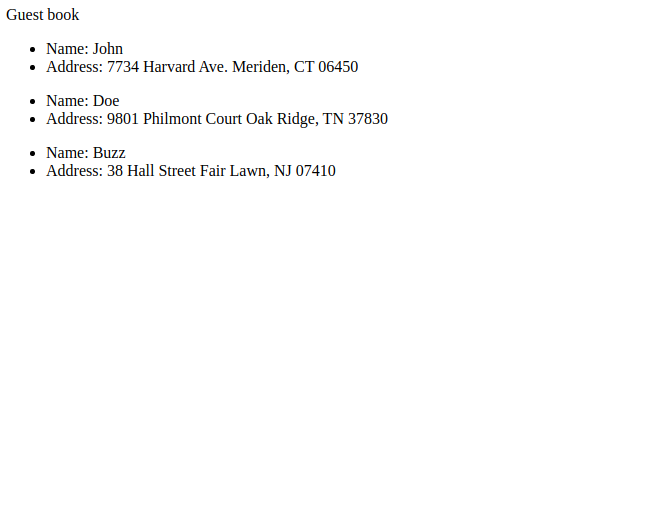 Guest book
Name: John
Address: 7734 Harvard Ave. Meriden, CT 06450
Name: Doe
Address: 9801 Philmont Court Oak Ridge, TN 37830
Name: Buzz
Address: 38 Hall Street Fair Lawn, NJ 07410